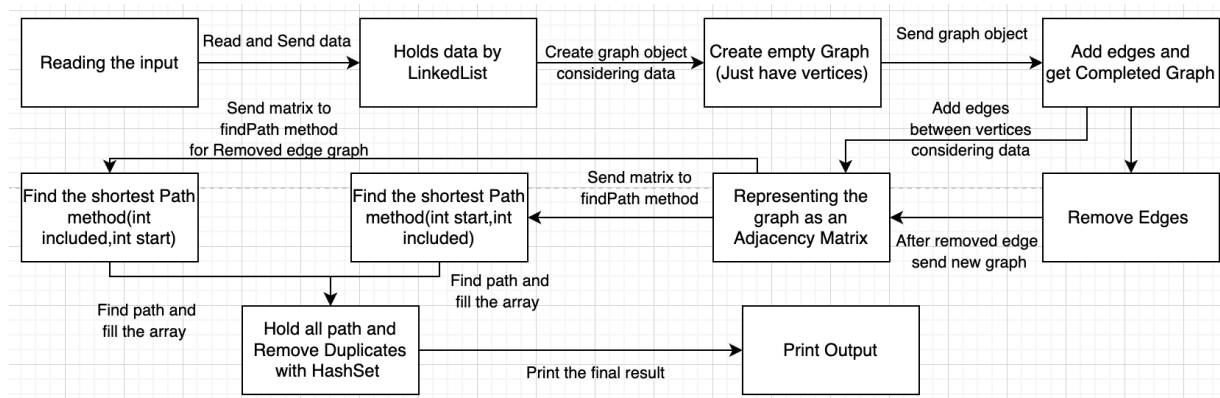 Reading the input
Read and Send data
Holds data by
LinkedList
Create graph object
considering data
Create empty Graph
(Just have vertices)
Send graph object
Add edges and
get Completed Graph
Send matrix to
findPath method
for Removed edge graph
Add edges
between vertices
considering data
Find the shortest Path
method(int
included,int start)
Find the shortest Path
method(int start,int
included)
Send matrix to
findPath method
Representing the
graph as an
Adjacency Matrix
After removed edge
send new graph
Remove Edges
Find path and
fill the array
Find path and
fill the array
Hold all path and
Remove Duplicates
with HashSet
Print the final result
Print Output